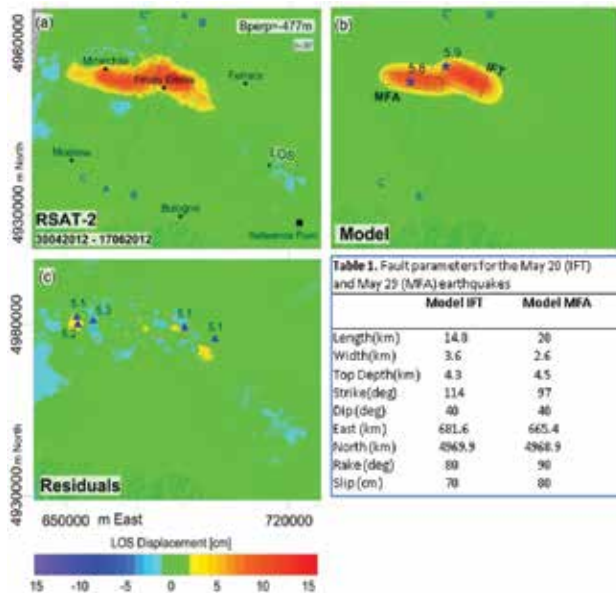 (a)
C' A B
Bperp=-477m
Mirandola
Finale Emilia
Ferrara
Modena
LOS
C A B
Bologna
RSAT-2
30042012 - 17062012
Reference Point
4980000
4930000 m North
(b)
5.9
5.8
IFT
MFA
C
B
Model
(c)
5.1
5.3
5.2
5.1
5.1
Residuals
4980000
4930000 m North
650000 m East 720000
LOS Displacement [cm]
15 -10 -5 0 5 10 15
Table 1. Fault parameters for the May 20 (IFT)
and May 29 (MFA) earthquakes
Model IFT Model MFA
Length(km) 14.8 20
Width(km) 3.6 2.6
Top Depth(km) 4.3 4.5
Strike(deg) 114 97
Dip (deg) 40 40
East (km) 681.6 665.4
North (km) 4969.9 4968.9
Rake (deg) 80 90
Slip (cm) 70 80